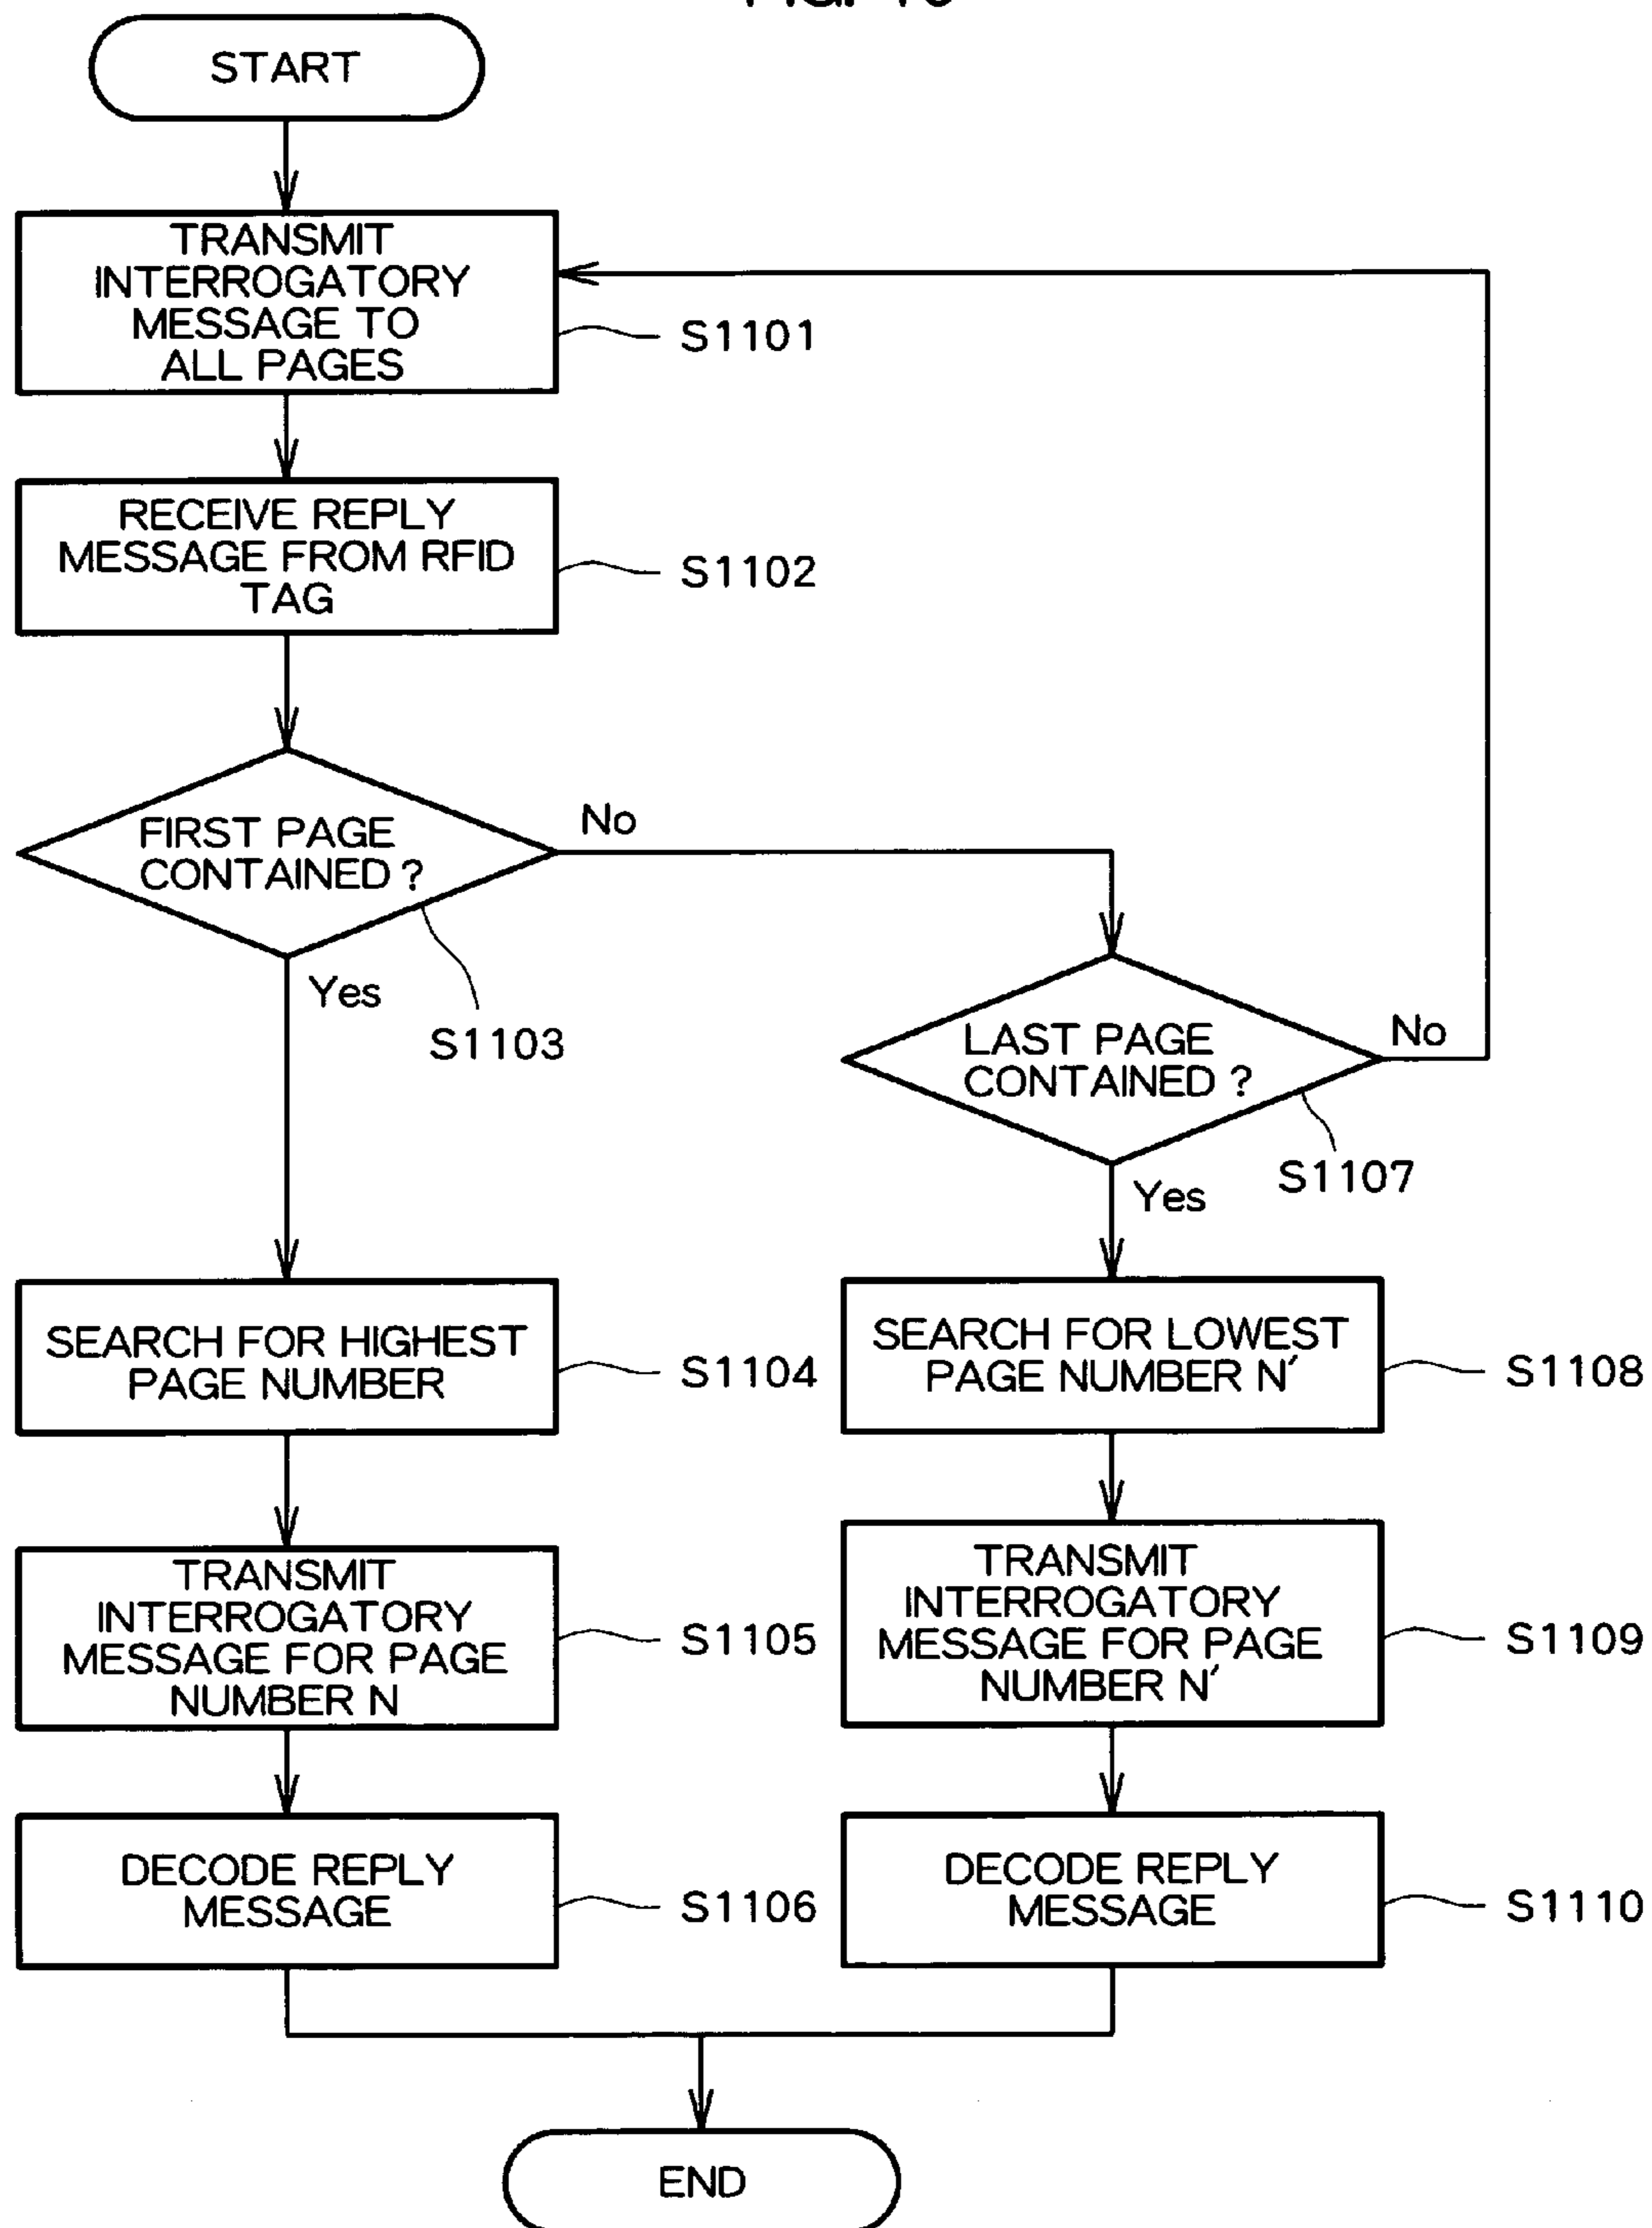 START
TRANSMIT
INTERROGATORY
MESSAGE TO
ALL PAGES
S1101
RECEIVE REPLY
MESSAGE FROM RFID
TAG
S1102
FIRST PAGE
CONTAINED ?
No
Yes
S1103
LAST PAGE
CONTAINED ?
No
Yes
S1107
SEARCH FOR HIGHEST
PAGE NUMBER
S1104
SEARCH FOR LOWEST
PAGE NUMBER N'
S1108
TRANSMIT
INTERROGATORY
MESSAGE FOR PAGE
NUMBER N
S1105
TRANSMIT
INTERROGATORY
MESSAGE FOR PAGE
NUMBER N'
S1109
DECODE REPLY
MESSAGE
S1106
DECODE REPLY
MESSAGE
S1110
END